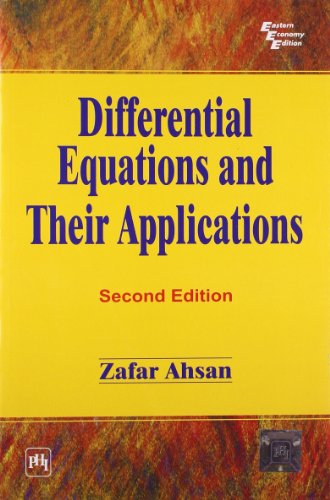 Eastern
Economy
Edition
Differential
Equations and
Their Applications
Second Edition
Zafar Ahsan
PHI